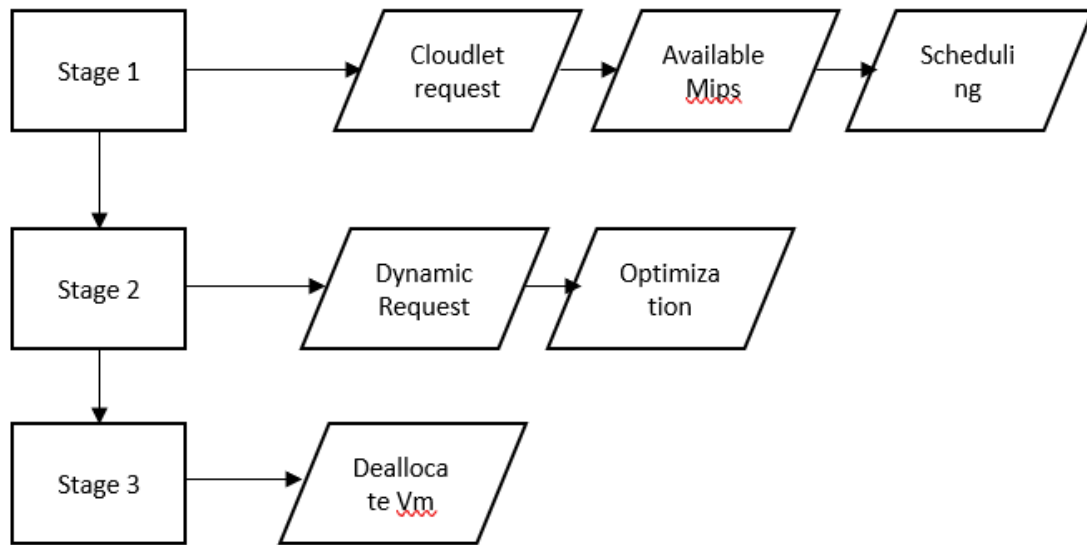 Stage 1
Cloudlet
request
Available
Mips
Scheduli
ng
Stage 2
Dynamic
Request
Optimiza
tion
Stage 3
Dealloca
te Vm